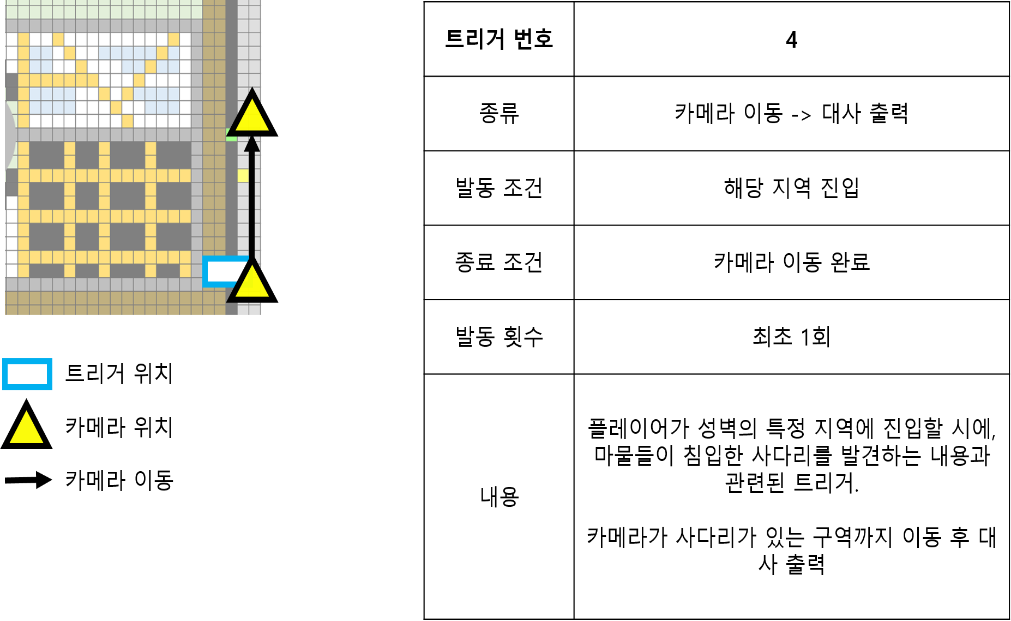 트리거 위치
카메라 위치
카메라 이동
트리거 번호 4
종류 카메라 이동 -> 대사 출력
발동 조건 해당 지역 진입
종료 조건 카메라 이동 완료
발동 횟수 최초 1회
내용
플레이어가 성벽의 특정 지역에 진입할 시에,
마물들이 침입한 사다리를 발견하는 내용과
관련된 트리거.
카메라가 사다리가 있는 구역까지 이동 후 대
사 출력